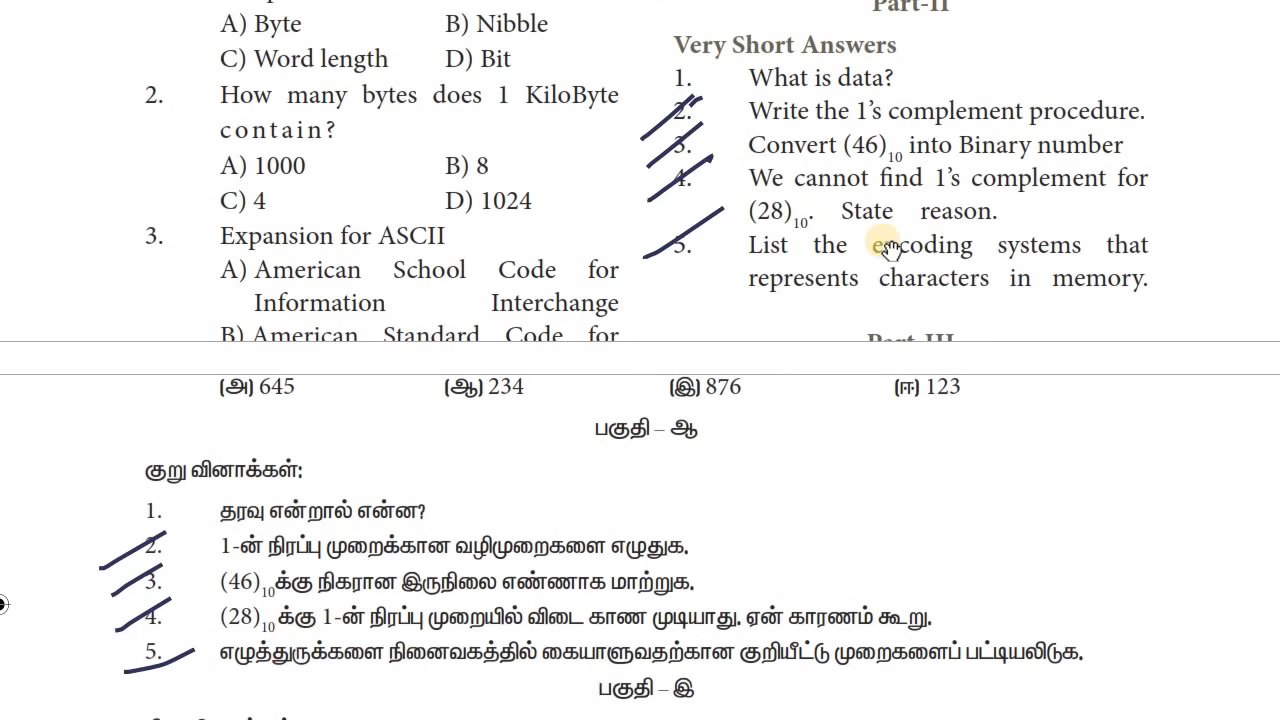 Part-II
A) Byte B) Nibble
C) Word length D) Bit
2. How many bytes does 1 KiloByte
contain?
A) 1000 B) 8
C) 4 D) 1024
3. Expansion for ASCII
A) American School Code for
Information Interchange
B) American Standard Code for
Very Short Answers
1. What is data?
2. Write the 1's complement procedure.
3. Convert (46)10 into Binary number
4. We cannot find 1's complement for
(28)10. State reason.
5. List the encoding systems that
represents characters in memory.
Part-III
(அ) 645 (ஆ) 234 (இ) 876 (ஈ) 123
பகுதி – ஆ
குறு வினாக்கள்:
1. தரவு என்றால் என்ன?
2. 1-ன் நிரப்பு முறைக்கான வழிமுறைகளை எழுதுக.
3. (46)10க்கு நிகரான இருநிலை எண்ணாக மாற்றுக.
4. (28)10க்கு 1-ன் நிரப்பு முறையில் விடை காண முடியாது. ஏன் காரணம் கூறு.
5. எழுத்துருக்களை நினைவகத்தில் கையாளுவதற்கான குறியீட்டு முறைகளைப் பட்டியலிடுக.
பகுதி – இ